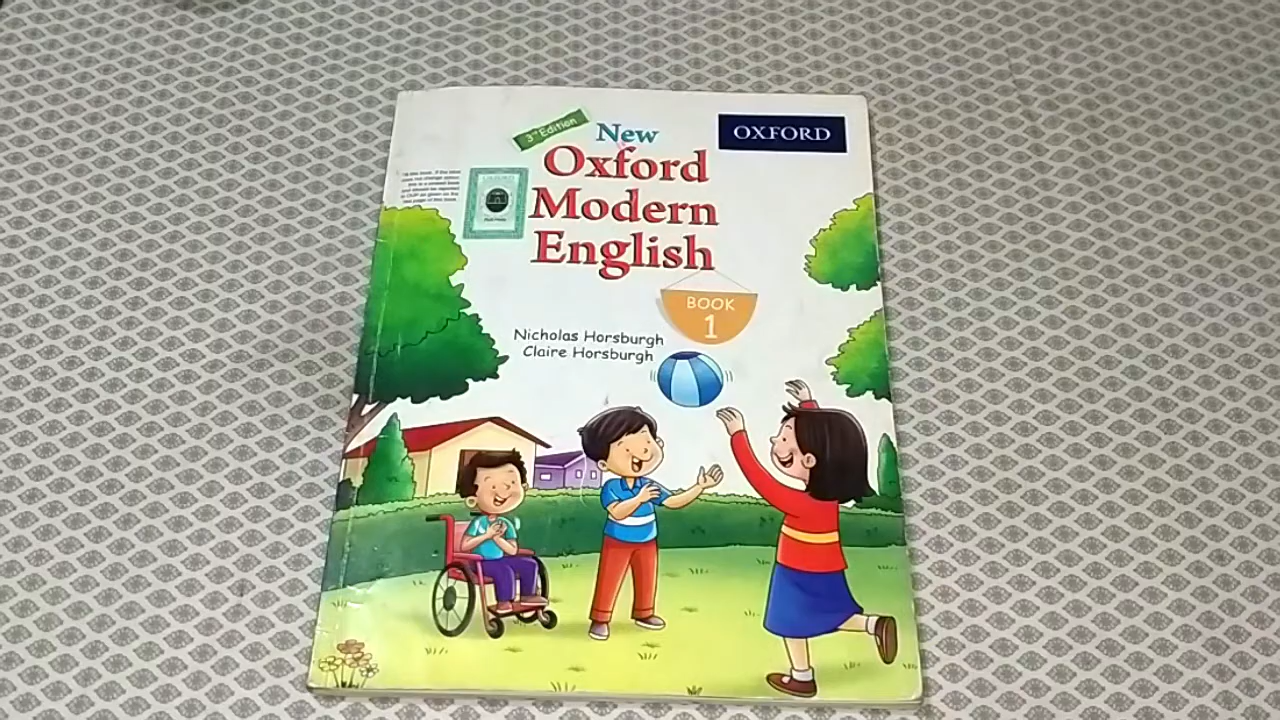 3rd Edition
New
OXFORD
Oxford
Modern
English
BOOK
1
Nicholas Horsburgh
Claire Horsburgh